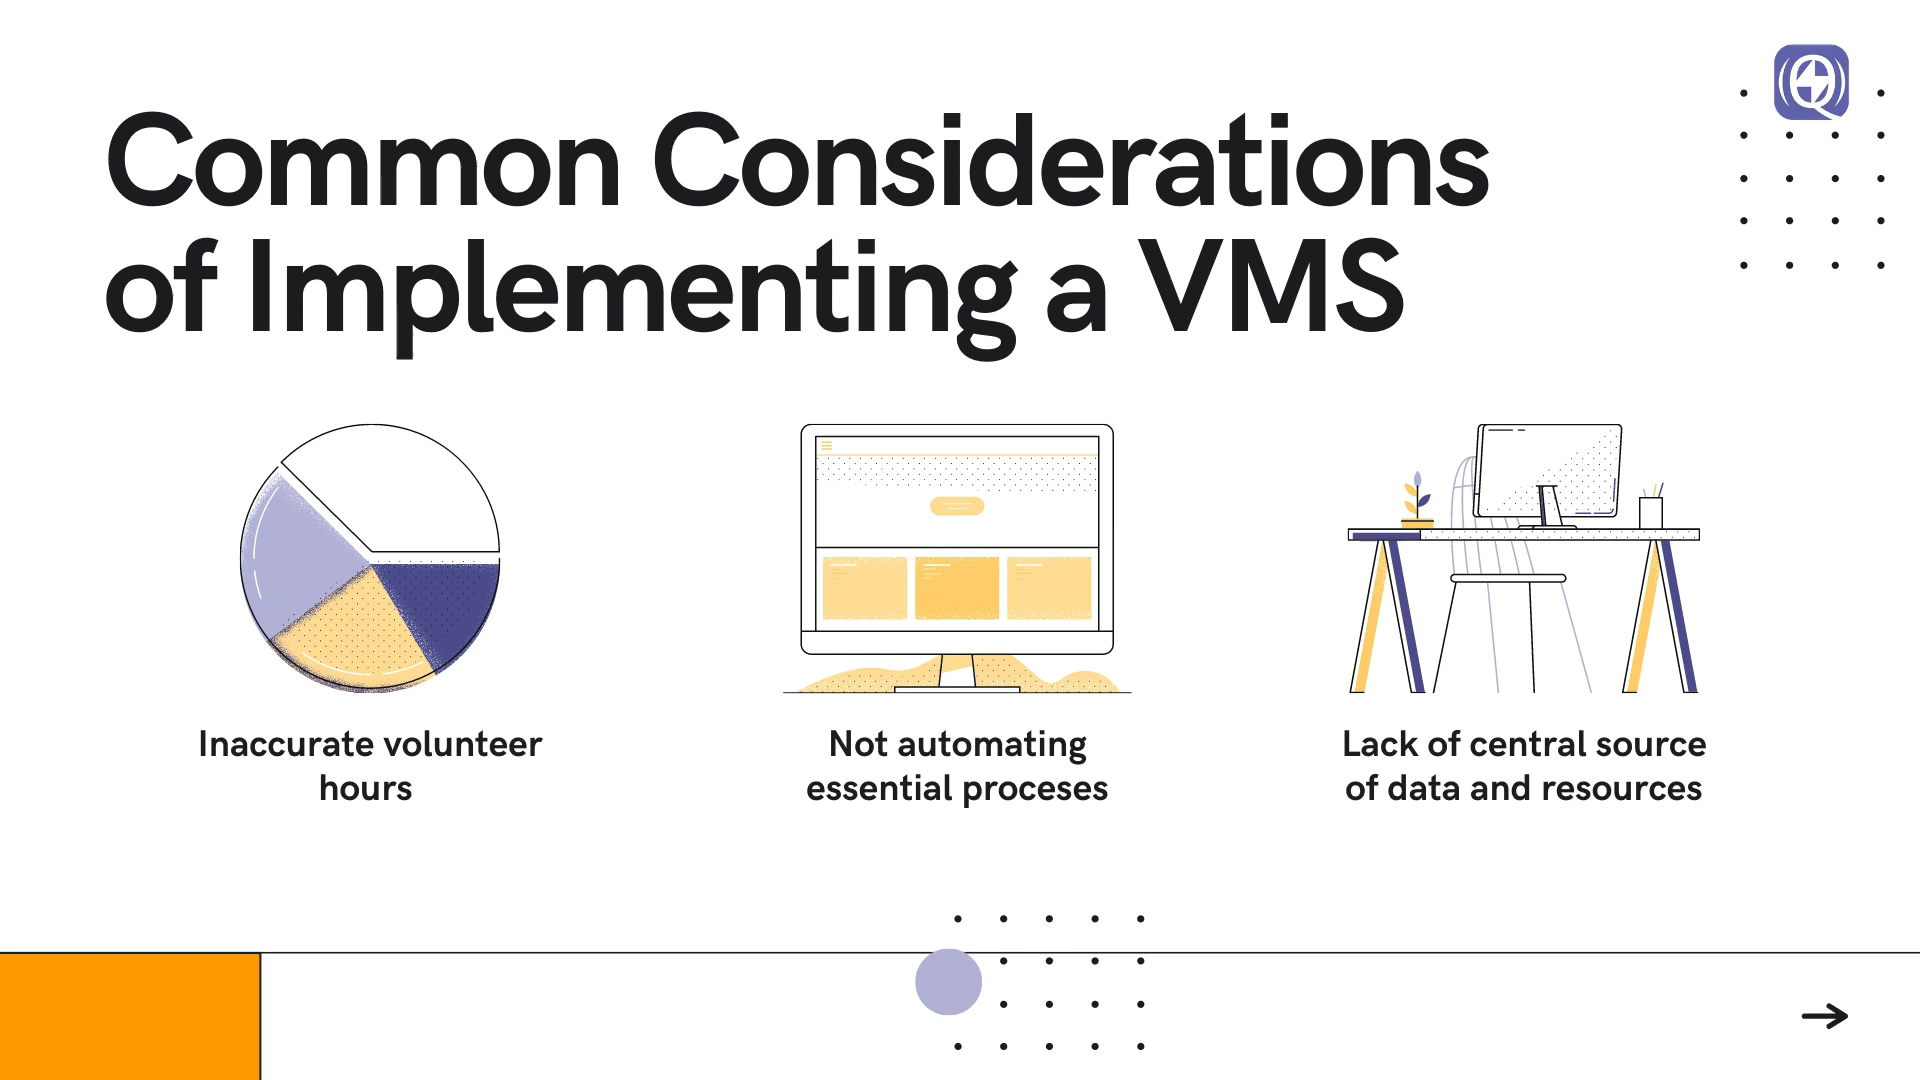 Common Considerations
of Implementing a VMS
Inaccurate volunteer
hours
Not automating
essential proceses
Lack of central source
of data and resources